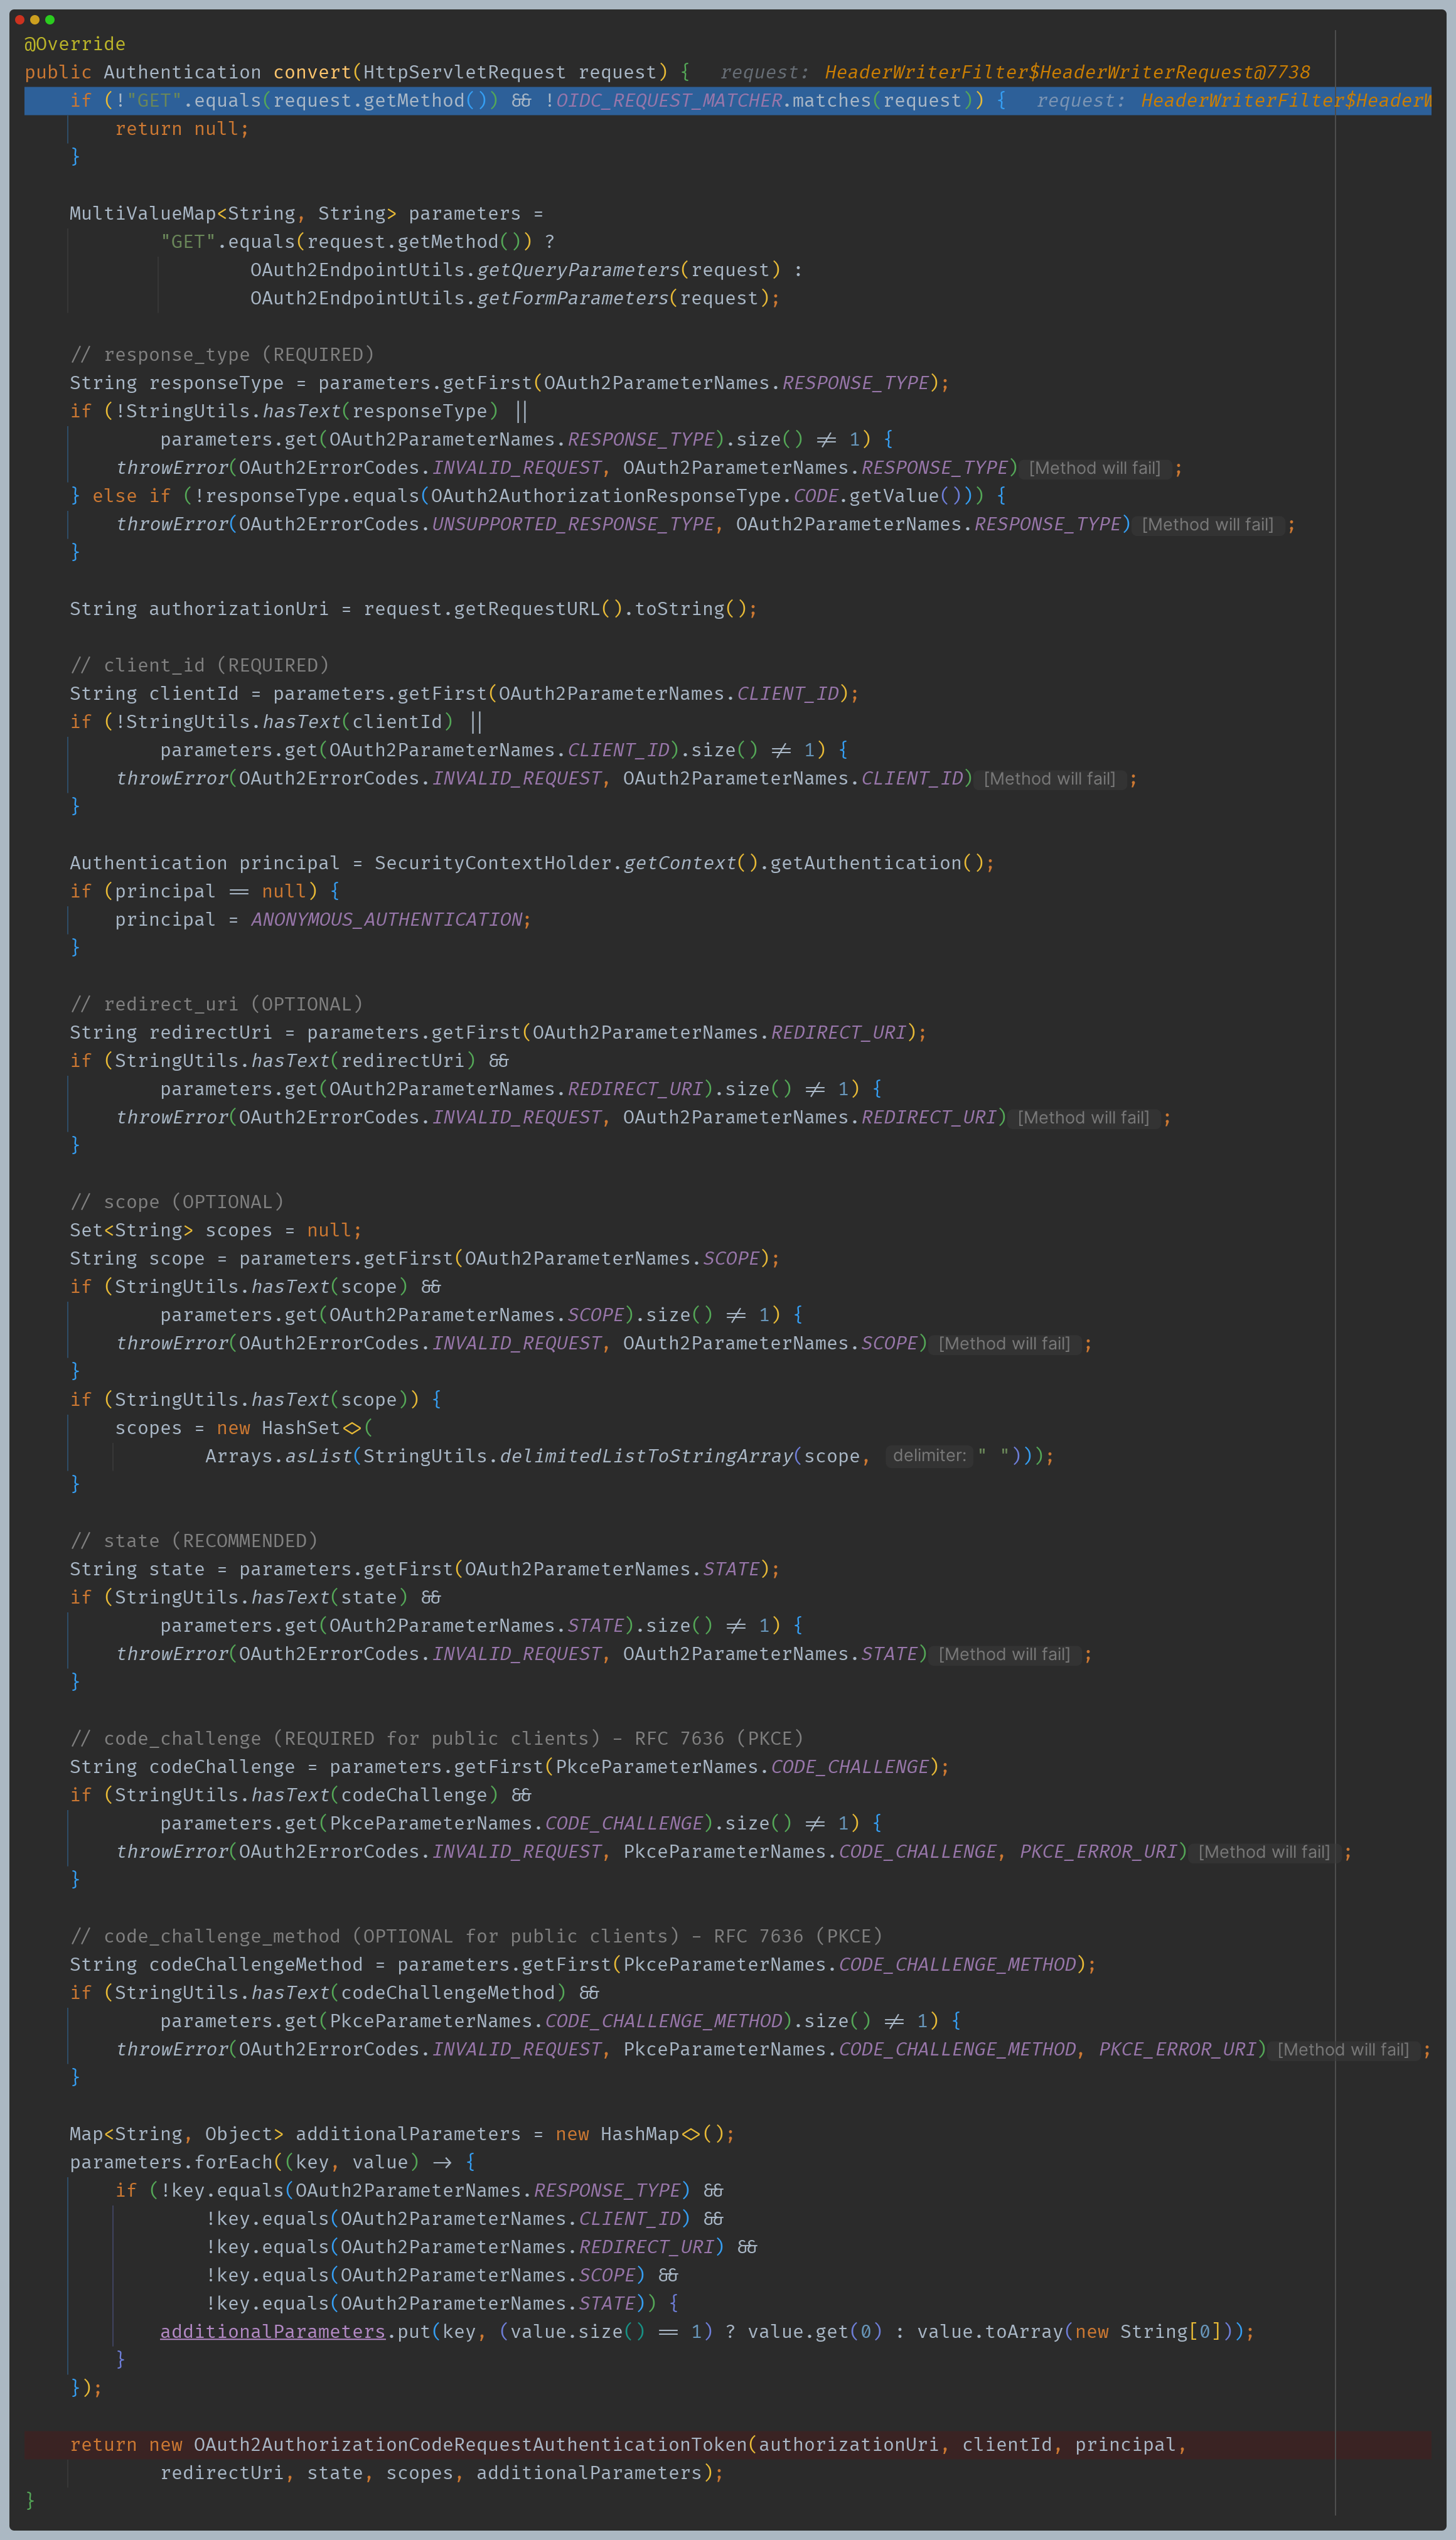 @Override
public Authentication convert(HttpServletRequest request) { request: HeaderWriterFilter$HeaderWriterRequest@7738
if (!"GET".equals(request.getMethod()) && !OIDC_REQUEST_MATCHER.matches(request)) { request: HeaderWriterFilter$HeaderW
return null;
}
MultiValueMap<String, String> parameters =
"GET".equals(request.getMethod()) ?
OAuth2EndpointUtils.getQueryParameters(request) :
OAuth2EndpointUtils.getFormParameters(request);
// response_type (REQUIRED)
String responseType = parameters.getFirst(OAuth2ParameterNames.RESPONSE_TYPE);
if (!StringUtils.hasText(responseType) ||
parameters.get(OAuth2ParameterNames.RESPONSE_TYPE).size() != 1) {
throwError(OAuth2ErrorCodes.INVALID_REQUEST, OAuth2ParameterNames.RESPONSE_TYPE) [Method will fail] ;
} else if (!responseType.equals(OAuth2AuthorizationResponseType.CODE.getValue())) {
throwError(OAuth2ErrorCodes.UNSUPPORTED_RESPONSE_TYPE, OAuth2ParameterNames.RESPONSE_TYPE) [Method will fail] ;
}
String authorizationUri = request.getRequestURL().toString();
// client_id (REQUIRED)
String clientId = parameters.getFirst(OAuth2ParameterNames.CLIENT_ID);
if (!StringUtils.hasText(clientId) ||
parameters.get(OAuth2ParameterNames.CLIENT_ID).size() != 1) {
throwError(OAuth2ErrorCodes.INVALID_REQUEST, OAuth2ParameterNames.CLIENT_ID) [Method will fail] ;
}
Authentication principal = SecurityContextHolder.getContext().getAuthentication();
if (principal == null) {
principal = ANONYMOUS_AUTHENTICATION;
}
// redirect_uri (OPTIONAL)
String redirectUri = parameters.getFirst(OAuth2ParameterNames.REDIRECT_URI);
if (StringUtils.hasText(redirectUri) &&
parameters.get(OAuth2ParameterNames.REDIRECT_URI).size() != 1) {
throwError(OAuth2ErrorCodes.INVALID_REQUEST, OAuth2ParameterNames.REDIRECT_URI) [Method will fail] ;
}
// scope (OPTIONAL)
Set<String> scopes = null;
String scope = parameters.getFirst(OAuth2ParameterNames.SCOPE);
if (StringUtils.hasText(scope) &&
parameters.get(OAuth2ParameterNames.SCOPE).size() != 1) {
throwError(OAuth2ErrorCodes.INVALID_REQUEST, OAuth2ParameterNames.SCOPE) [Method will fail] ;
}
if (StringUtils.hasText(scope)) {
scopes = new HashSet<>(
Arrays.asList(StringUtils.delimitedListToStringArray(scope, delimiter: " ")));
}
// state (RECOMMENDED)
String state = parameters.getFirst(OAuth2ParameterNames.STATE);
if (StringUtils.hasText(state) &&
parameters.get(OAuth2ParameterNames.STATE).size() != 1) {
throwError(OAuth2ErrorCodes.INVALID_REQUEST, OAuth2ParameterNames.STATE) [Method will fail] ;
}
// code_challenge (REQUIRED for public clients) - RFC 7636 (PKCE)
String codeChallenge = parameters.getFirst(PkceParameterNames.CODE_CHALLENGE);
if (StringUtils.hasText(codeChallenge) &&
parameters.get(PkceParameterNames.CODE_CHALLENGE).size() != 1) {
throwError(OAuth2ErrorCodes.INVALID_REQUEST, PkceParameterNames.CODE_CHALLENGE, PKCE_ERROR_URI) [Method will fail] ;
}
// code_challenge_method (OPTIONAL for public clients) - RFC 7636 (PKCE)
String codeChallengeMethod = parameters.getFirst(PkceParameterNames.CODE_CHALLENGE_METHOD);
if (StringUtils.hasText(codeChallengeMethod) &&
parameters.get(PkceParameterNames.CODE_CHALLENGE_METHOD).size() != 1) {
throwError(OAuth2ErrorCodes.INVALID_REQUEST, PkceParameterNames.CODE_CHALLENGE_METHOD, PKCE_ERROR_URI) [Method will fail] ;
}
Map<String, Object> additionalParameters = new HashMap<>();
parameters.forEach((key, value) -> {
if (!key.equals(OAuth2ParameterNames.RESPONSE_TYPE) &&
!key.equals(OAuth2ParameterNames.CLIENT_ID) &&
!key.equals(OAuth2ParameterNames.REDIRECT_URI) &&
!key.equals(OAuth2ParameterNames.SCOPE) &&
!key.equals(OAuth2ParameterNames.STATE)) {
additionalParameters.put(key, (value.size() == 1) ? value.get(0) : value.toArray(new String[0]));
}
});
return new OAuth2AuthorizationCodeRequestAuthenticationToken(authorizationUri, clientId, principal,
redirectUri, state, scopes, additionalParameters);
}